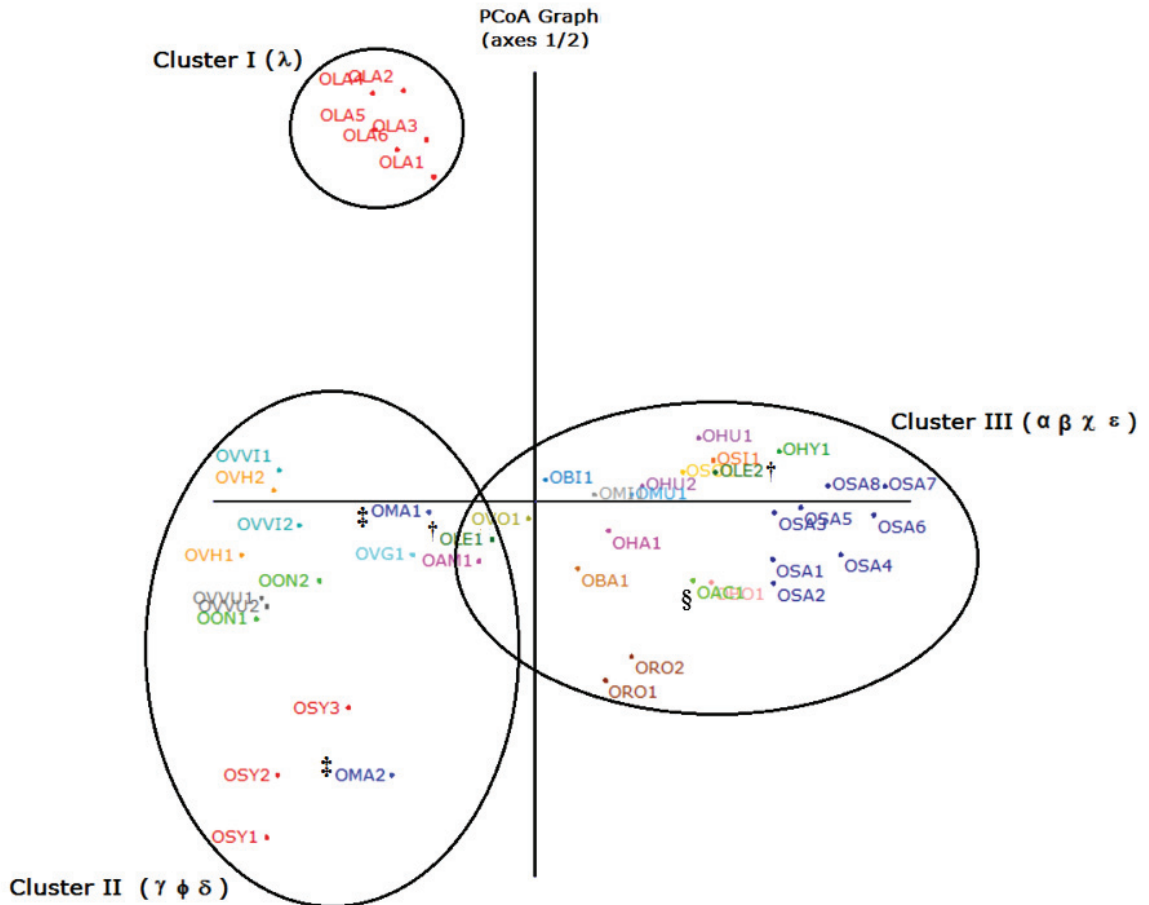 PCoA Graph
(axes 1/2)
Cluster I (λ)
OLA4 OLA2
OLA5
OLA6 OLA3
OLA1
Cluster III (α β χ ε)
OHU1
OHY1
OSI1
OVVI1
OLE2 †
OVH2
OBI1
OHU2
OSA8 OSA7
OMU1
‡ OMA1
OVO1
OVVI2
OSA3 OSA5 OSA6
† OLE1
OHA1
OVH1
OVG1
OAM1
OSA4
OBA1
OSA1
OON2
OVVU1
§ OAC1 OBO1
OSA2
OVVU2
OON1
ORO2
ORO1
OSY3
OSY2
‡ OMA2
OSY1
Cluster II (γ ϕ δ)